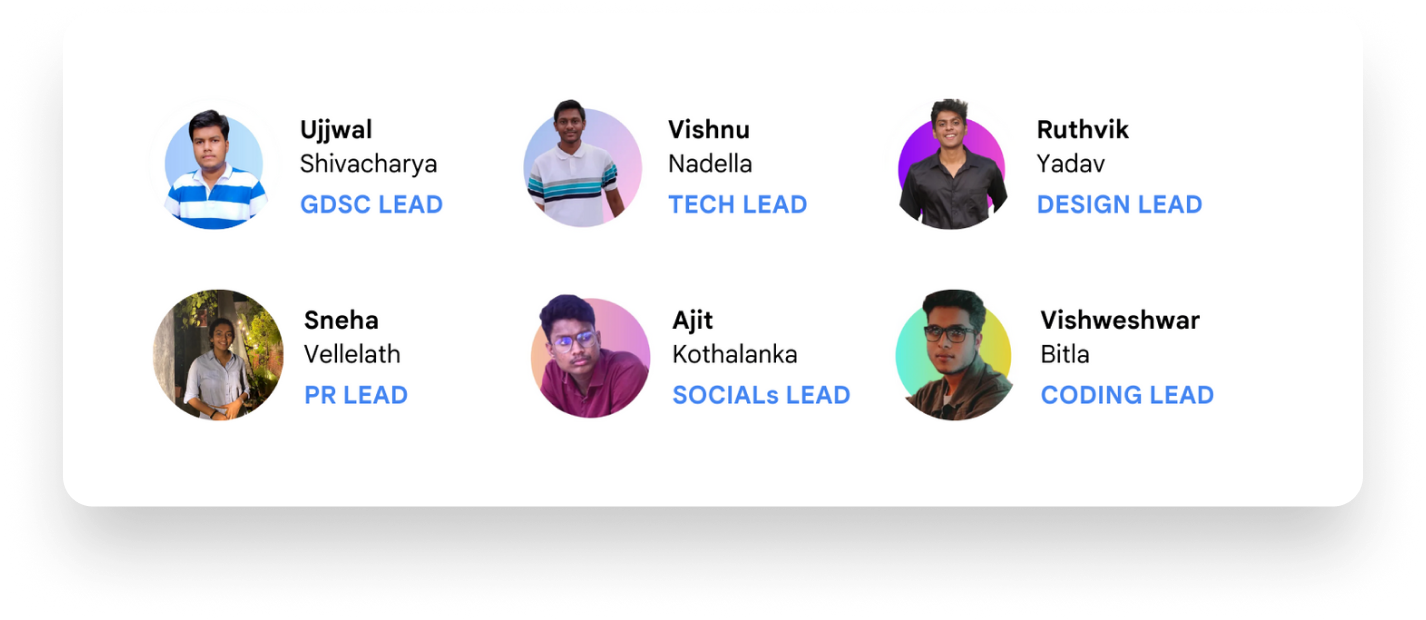 Ujjwal
Shivacharya
GDSC LEAD
Vishnu
Nadella
TECH LEAD
Ruthvik
Yadav
DESIGN LEAD
Sneha
Vellelath
PR LEAD
Ajit
Kothalanka
SOCIALs LEAD
Vishweshwar
Bitla
CODING LEAD